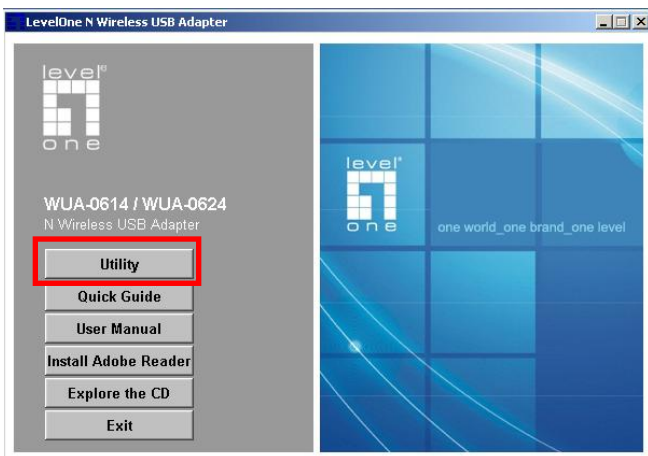 LevelOne N Wireless USB Adapter
level®
one
WUA-0614 / WUA-0624
N Wireless USB Adapter
Utility
Quick Guide
User Manual
Install Adobe Reader
Explore the CD
Exit
level®
one
one world_one brand_one level